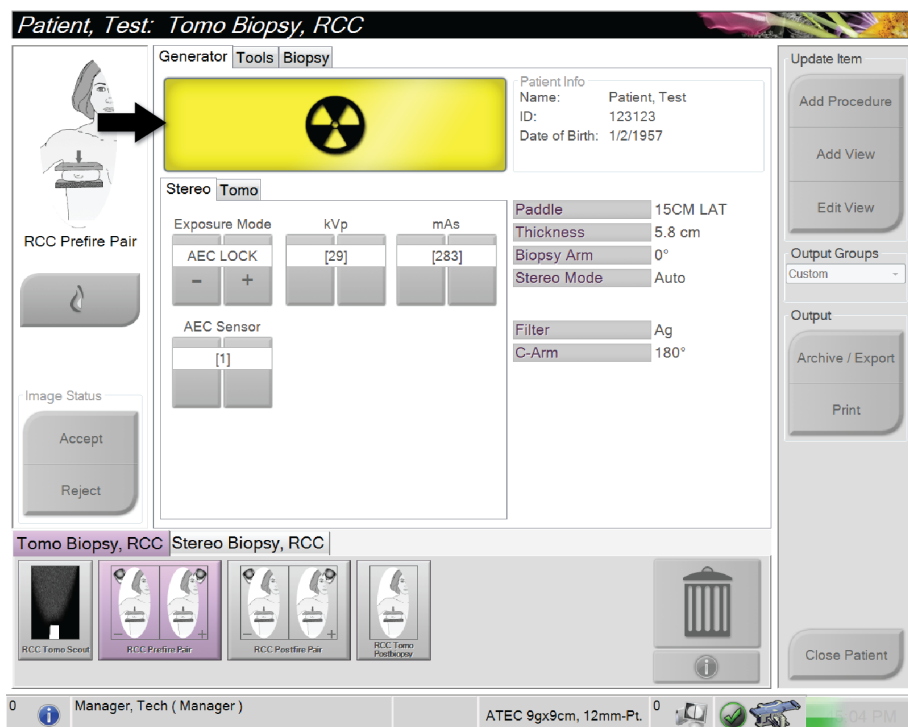 Patient, Test: Tomo Biopsy, RCC
Generator Tools Biopsy
Patient Info
Name: Patient, Test
ID: 123123
Date of Birth: 1/2/1957
RCC Prefire Pair
Stereo Tomo
Exposure Mode kVp mAs
AEC LOCK [29] [283]
- +
AEC Sensor
[1]
Paddle 15CM LAT
Thickness 5.8 cm
Biopsy Arm 0°
Stereo Mode Auto
Filter Ag
C-Arm 180°
Image Status
Accept
Reject
Update Item
Add Procedure
Add View
Edit View
Output Groups
Custom
Output
Archive / Export
Print
Tomo Biopsy, RCC Stereo Biopsy, RCC
- + - +
RCC Tomo Scout RCC Prefire Pair RCC Postfire Pair RCC Tomo
Postbiopsy
Close Patient
0 Manager, Tech ( Manager ) ATEC 9gx9cm, 12mm-Pt. 0 5:04 PM